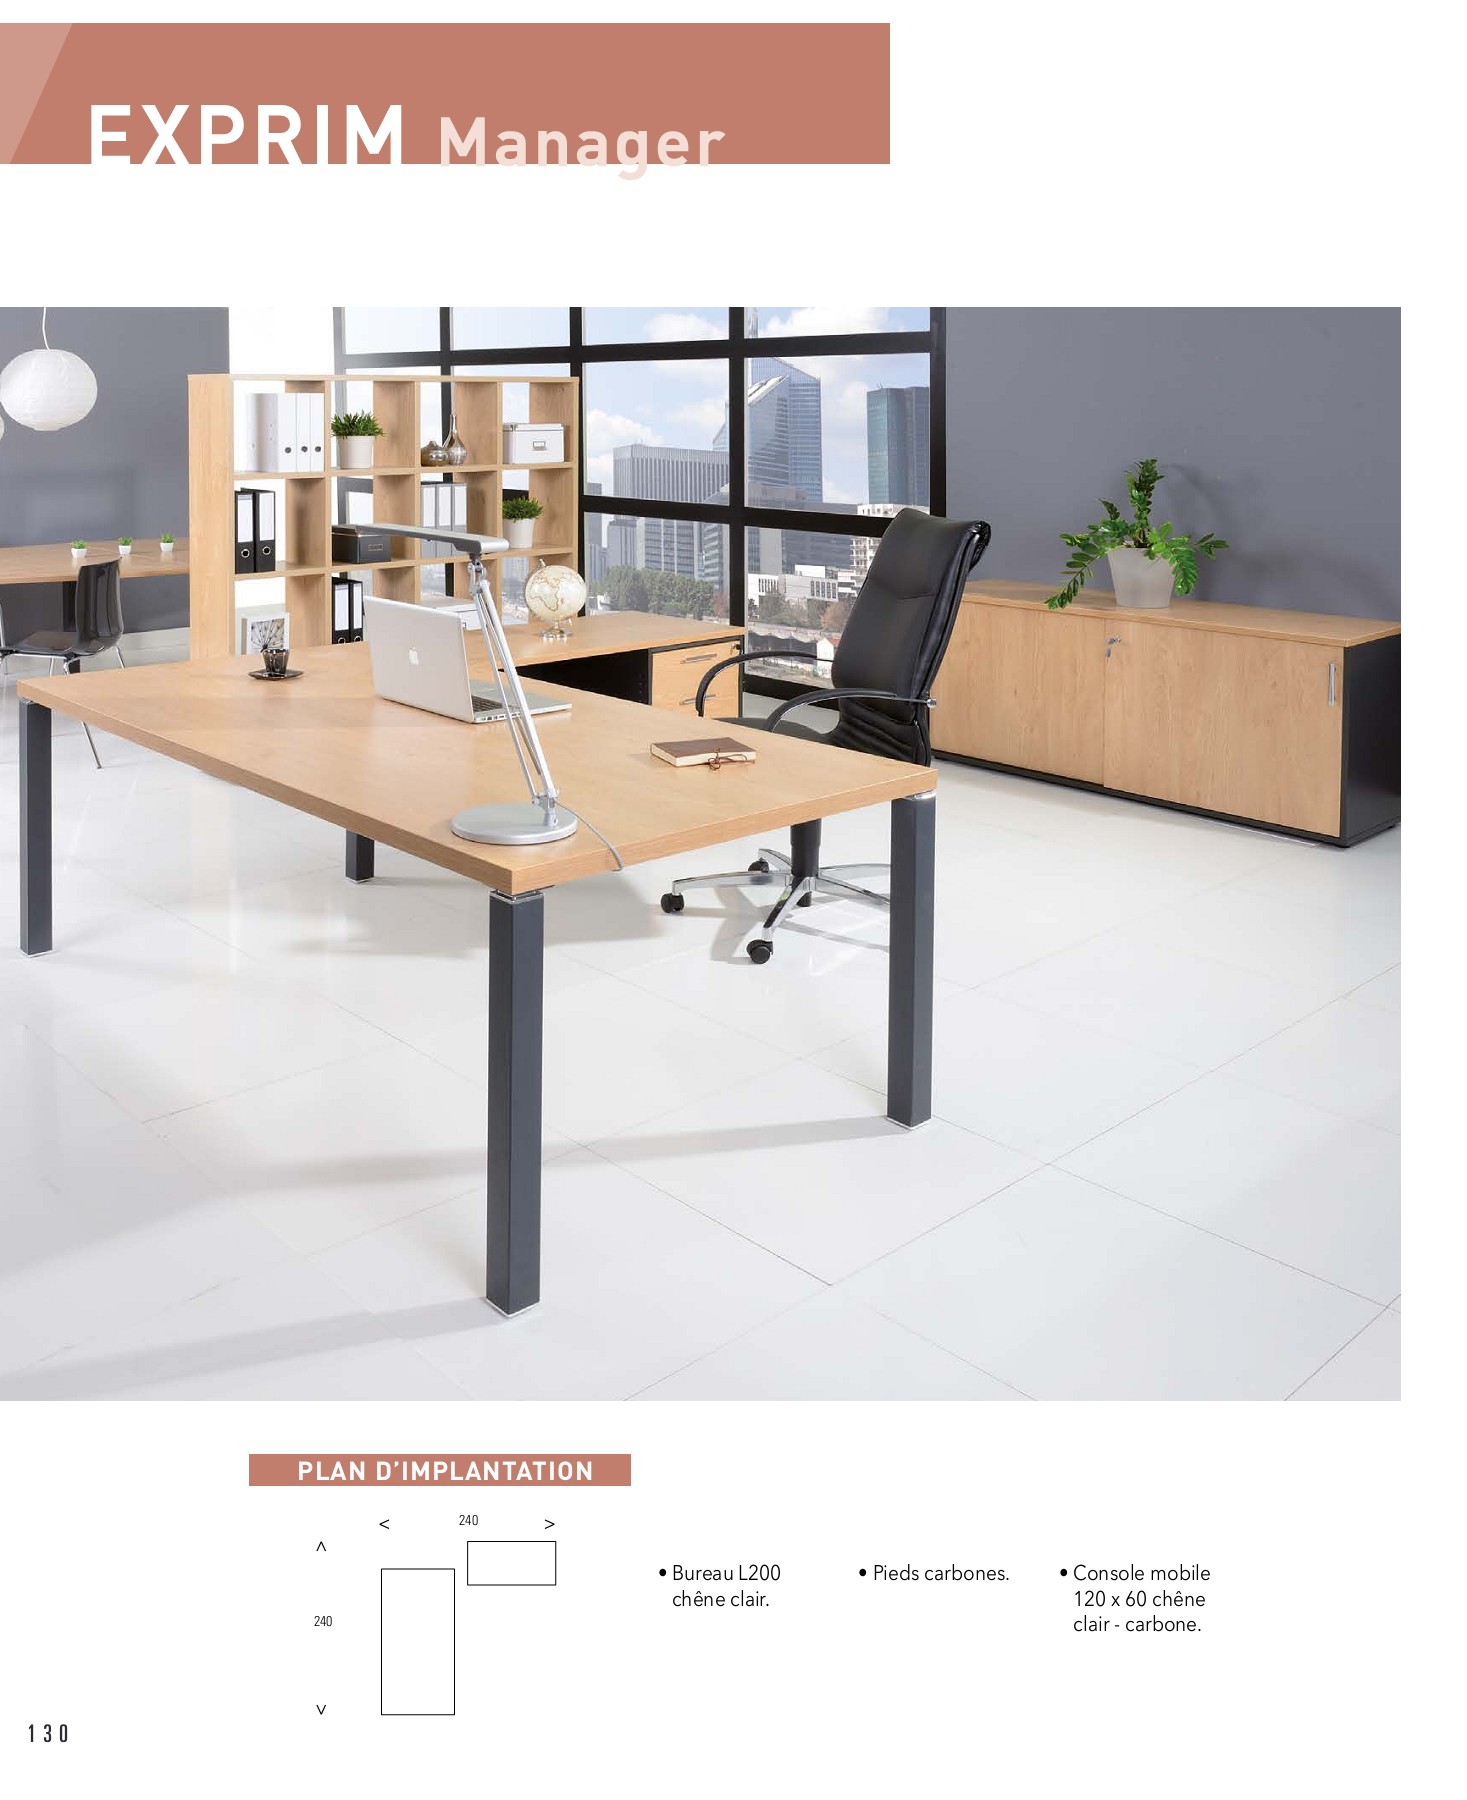 EXPRIM Manager
PLAN D’IMPLANTATION
< 240 >
240
• Bureau L200
chêne clair.
• Pieds carbones.
• Console mobile
120 x 60 chêne
clair - carbone.
130